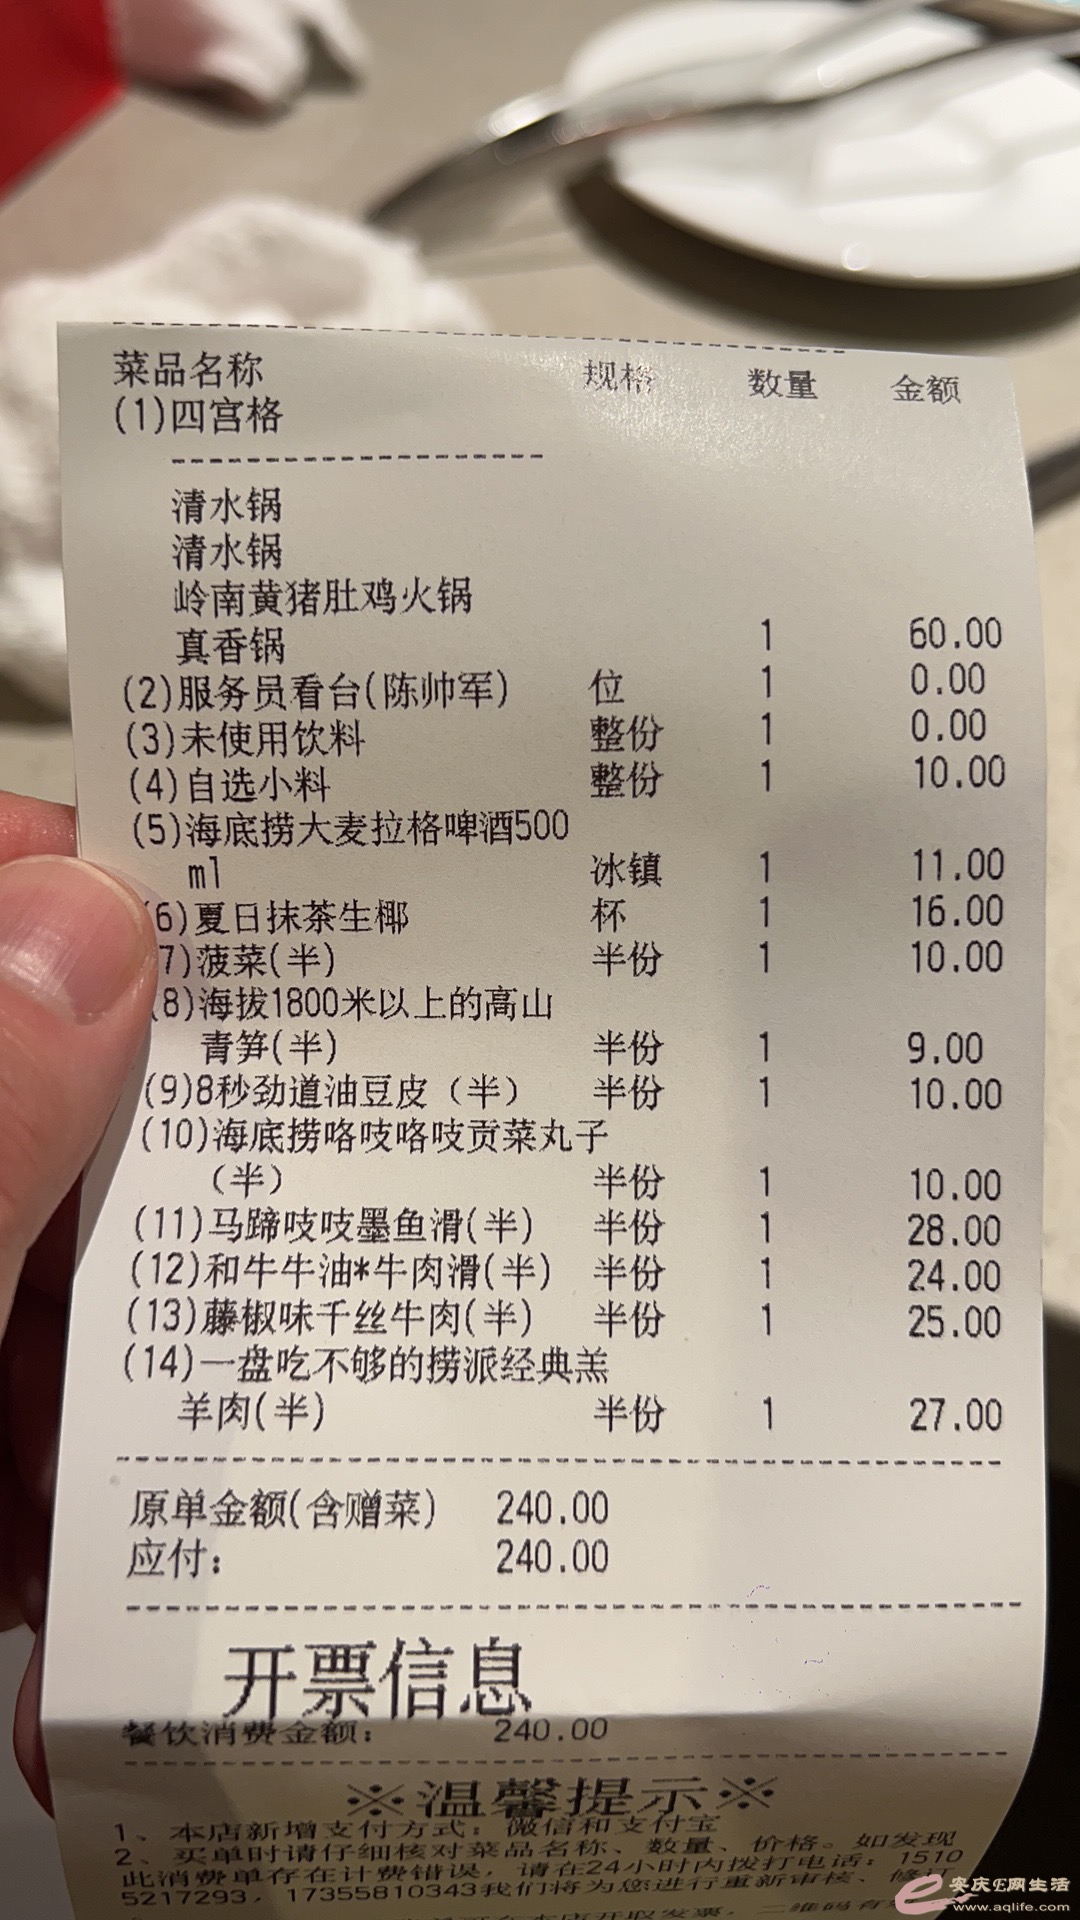 菜品名称 规格 数量 金额
(1)四宫格
清水锅
清水锅
岭南黄猪肚鸡火锅
真香锅 1 60.00
(2)服务员看台(陈帅军) 位 1 0.00
(3)未使用饮料 整份 1 0.00
(4)自选小料 整份 1 10.00
(5)海底捞大麦拉格啤酒500
ml 冰镇 1 11.00
6)夏日抹茶生椰 杯 1 16.00
7)菠菜(半) 半份 1 10.00
(8)海拔1800米以上的高山
青笋(半) 半份 1 9.00
(9)8秒劲道油豆皮（半） 半份 1 10.00
(10)海底捞咯吱咯吱贡菜丸子
（半） 半份 1 10.00
(11)马蹄吱吱墨鱼滑(半) 半份 1 28.00
(12)和牛牛油*牛肉滑(半) 半份 1 24.00
(13)藤椒味千丝牛肉(半) 半份 1 25.00
(14)一盘吃不够的捞派经典羔
羊肉(半) 半份 1 27.00
原单金额(含赠菜) 240.00
应付: 240.00
开票信息
餐饮消费金额: 240.00
※温馨提示※
1、本店新增支付方式：微信和支付宝
2、买单时请仔细核对菜品名称、数量、价格。如发现
此消费单存在计费错误，请在24小时内拨打电话：1510
5217293，17355810343我们将为您进行重新审核、修订
安庆E网生活
www.aqlife.com